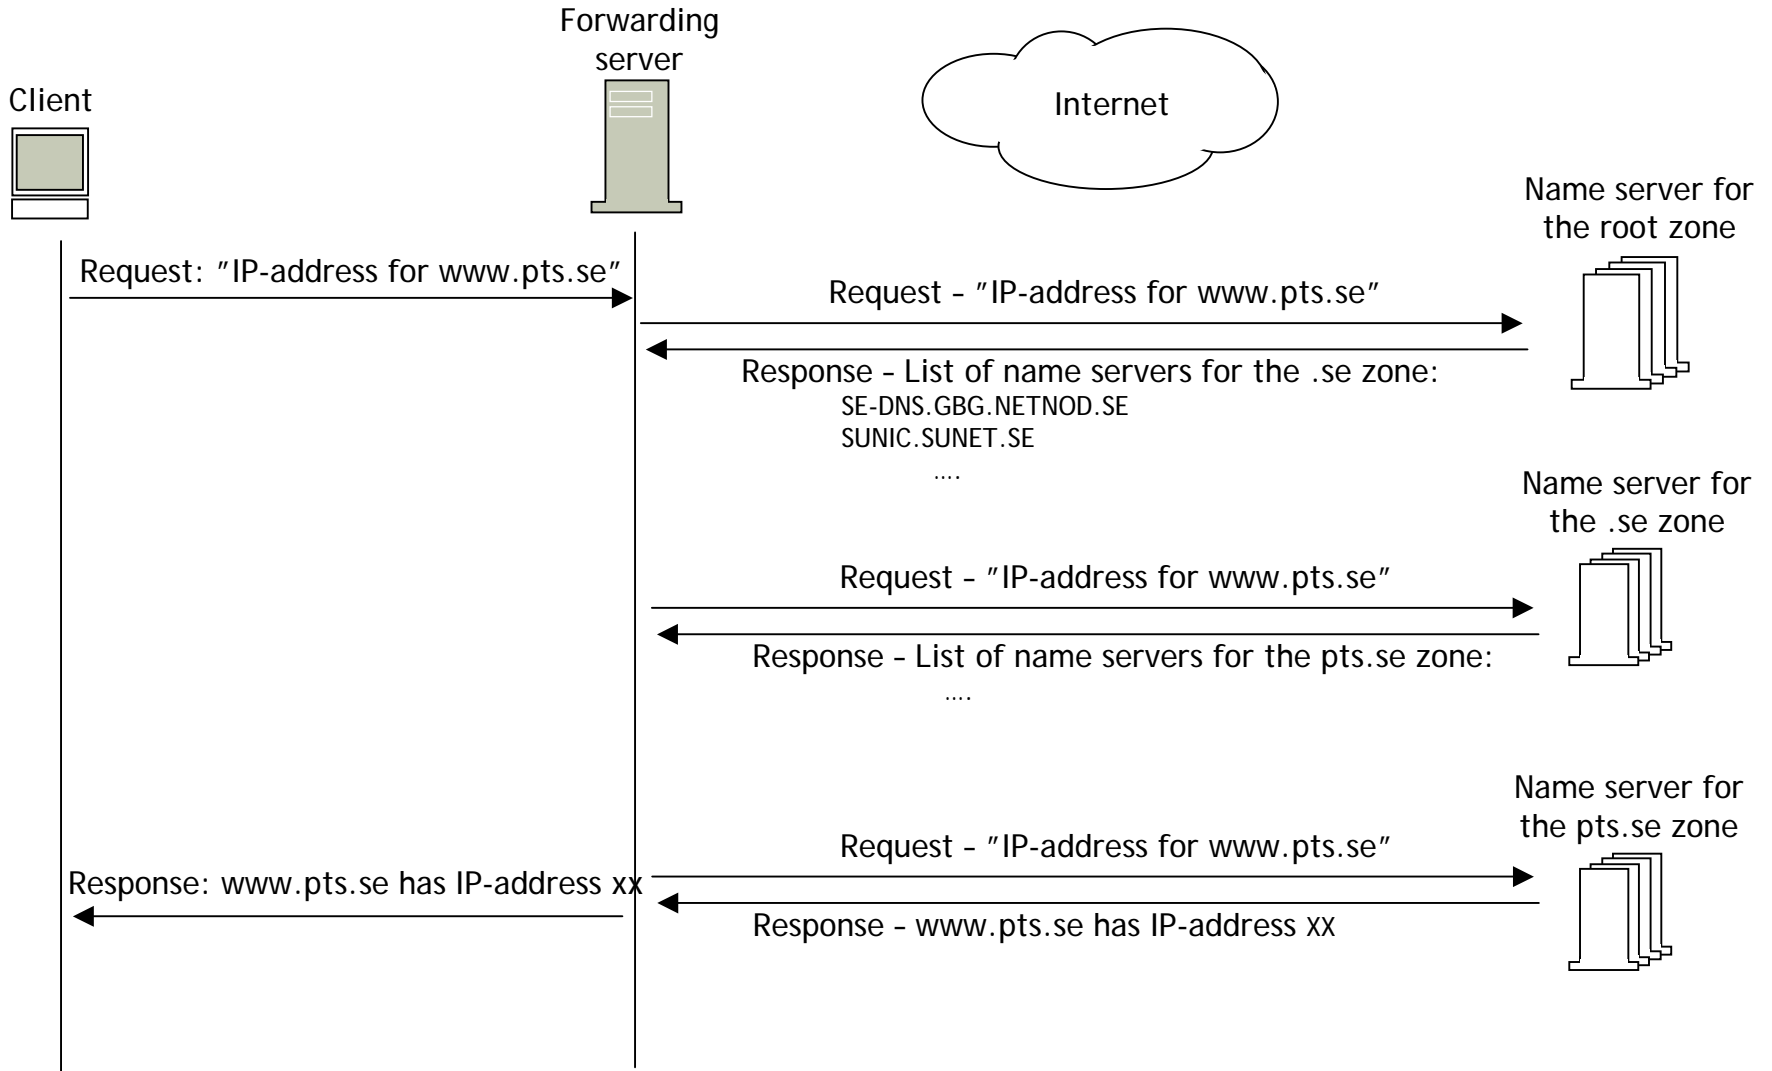 Forwarding
server
Client
Internet
Name server for
the root zone
Request: "IP-address for www.pts.se"
Request – "IP-address for www.pts.se"
Response – List of name servers for the .se zone:
SE-DNS.GBG.NETNOD.SE
SUNIC.SUNET.SE
....
Name server for
the .se zone
Request – "IP-address for www.pts.se"
Response – List of name servers for the pts.se zone:
....
Name server for
the pts.se zone
Request – "IP-address for www.pts.se"
Response: www.pts.se has IP-address xx
Response – www.pts.se has IP-address XX